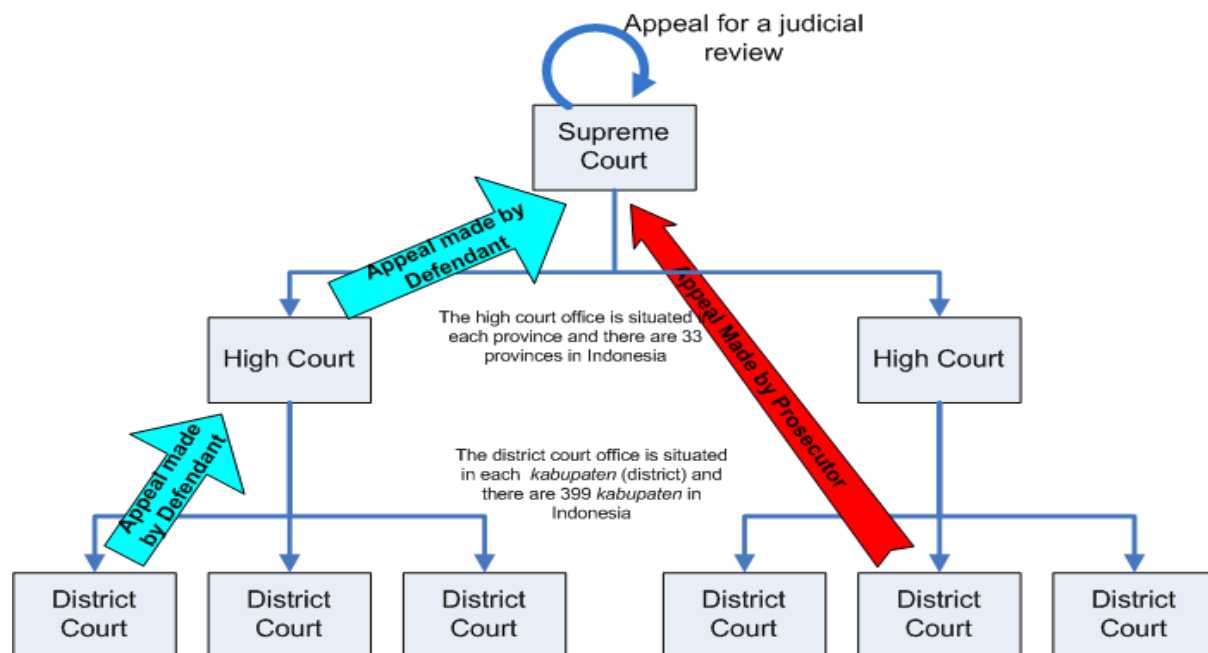 Appeal for a judicial
review
Supreme
Court
Appeal made by
Defendant
The high court office is situated in
each province and there are 33
provinces in Indonesia
High Court
High Court
Appeal Made by Prosecutor
Appeal made
by Defendant
The district court office is situated
in each kabupaten (district) and
there are 399 kabupaten in
Indonesia
District
Court
District
Court
District
Court
District
Court
District
Court
District
Court